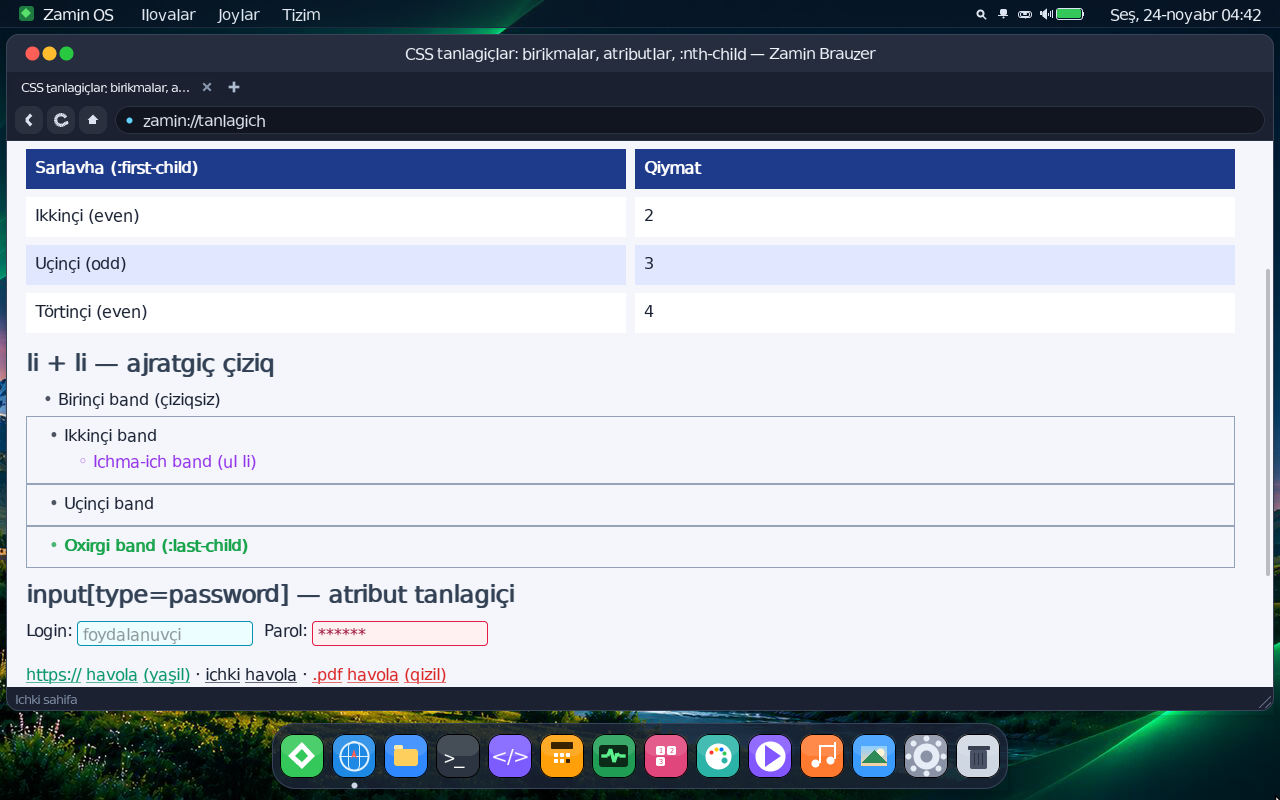 Zamin OS Ilovalar Joylar Tizim Seş, 24-noyabr 04:42
CSS tanlagiçlar: birikmalar, atributlar, :nth-child — Zamin Brauzer
CSS tanlagiçlar: birikmalar, a...
zamin://tanlagich
Sarlavha (:first-child) Qiymat
Ikkinçi (even) 2
Uçinçi (odd) 3
Törtinçi (even) 4
li + li — ajratgiç çiziq
• Birinçi band (çiziqsiz)
• Ikkinçi band
◦ Ichma-ich band (ul li)
• Uçinçi band
• Oxirgi band (:last-child)
input[type=password] — atribut tanlagiçi
Login: foydalanuvçi Parol: ******
https:// havola (yaşil) · ichki havola · .pdf havola (qizil)
Ichki sahifa
>_ </> 1 2
3